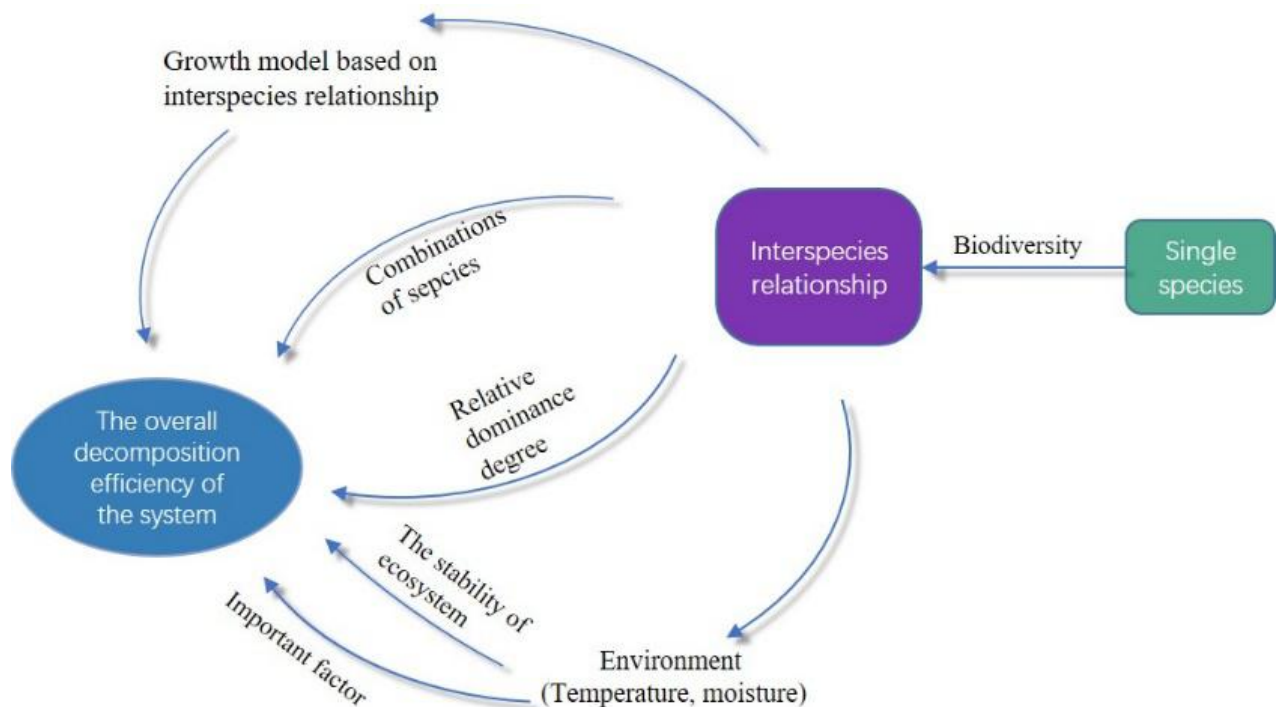 Growth model based on
interspecies relationship
Combinations
of sepcies
Interspecies
relationship
Biodiversity
Single
species
Relative
dominance
degree
The overall
decomposition
efficiency of
the system
The stability of
ecosystem
Important factor
Environment
(Temperature, moisture)